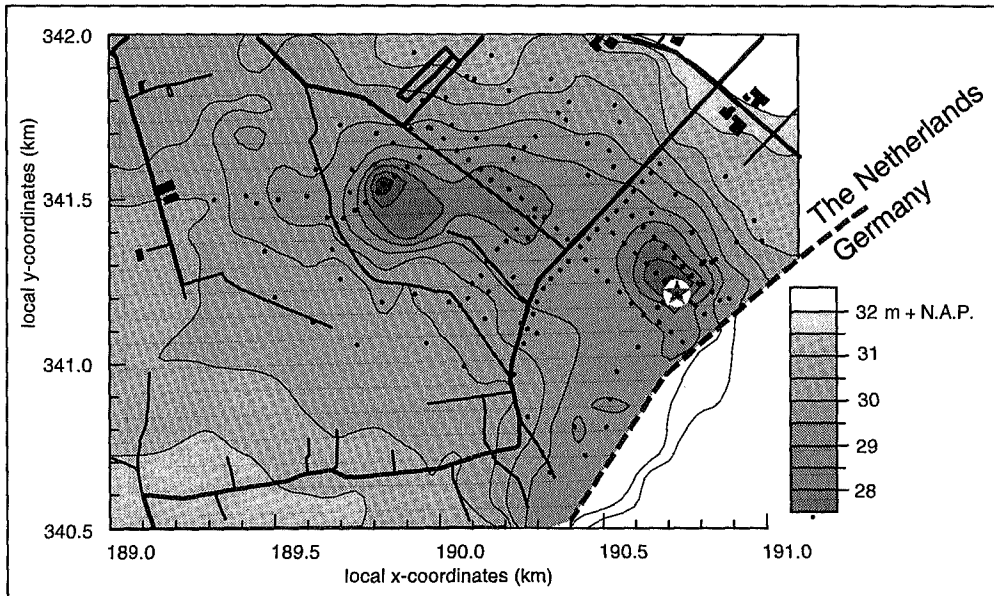 342.0
341.5
341.0
340.5
local y-coordinates (km)
189.0 189.5 190.0 190.5 191.0
local x-coordinates (km)
The Netherlands
Germany
32 m + N.A.P.
31
30
29
28